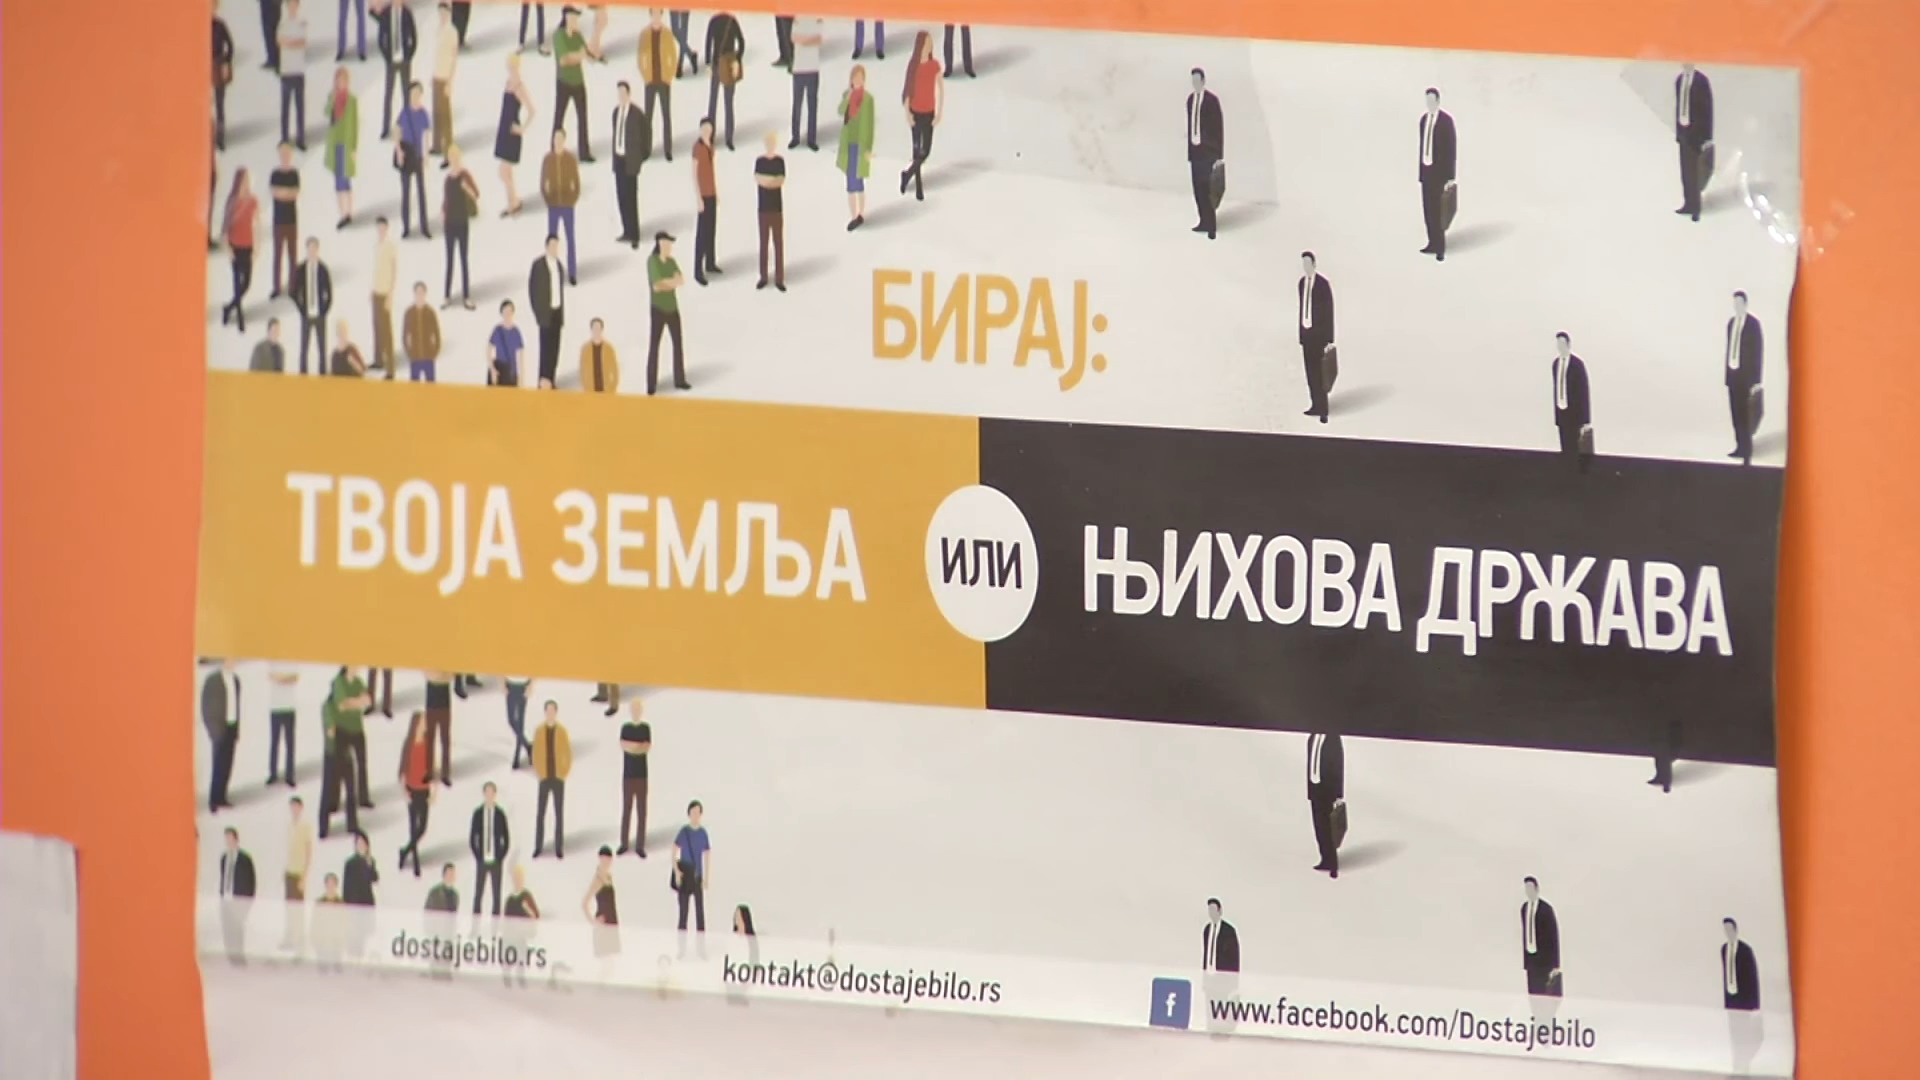 БИРАЈ:
ТВОЈА ЗЕМЉА ИЛИ ЊИХОВА ДРЖАВА
dostajebilo.rs
kontakt@dostajebilo.rs
f www.facebook.com/Dostajebilo